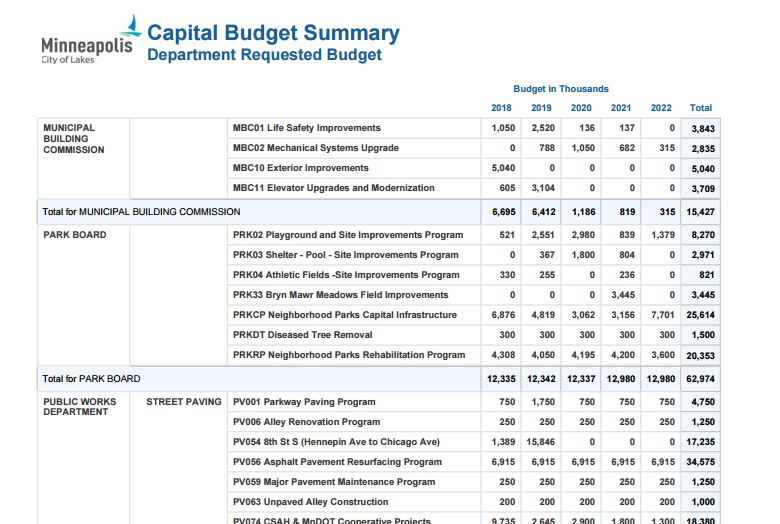 Minneapolis
City of Lakes
Capital Budget Summary
Department Requested Budget
Budget in Thousands
2018 2019 2020 2021 2022 Total
MUNICIPAL BUILDING COMMISSION MBC01 Life Safety Improvements 1,050 2,520 136 137 0 3,843
MBC02 Mechanical Systems Upgrade 0 788 1,050 682 315 2,835
MBC10 Exterior Improvements 5,040 0 0 0 0 5,040
MBC11 Elevator Upgrades and Modernization 605 3,104 0 0 0 3,709
Total for MUNICIPAL BUILDING COMMISSION 6,695 6,412 1,186 819 315 15,427
PARK BOARD PRK02 Playground and Site Improvements Program 521 2,551 2,980 839 1,379 8,270
PRK03 Shelter - Pool - Site Improvements Program 0 367 1,800 804 0 2,971
PRK04 Athletic Fields -Site Improvements Program 330 255 0 236 0 821
PRK33 Bryn Mawr Meadows Field Improvements 0 0 0 3,445 0 3,445
PRKCP Neighborhood Parks Capital Infrastructure 6,876 4,819 3,062 3,156 7,701 25,614
PRKDT Diseased Tree Removal 300 300 300 300 300 1,500
PRKRP Neighborhood Parks Rehabilitation Program 4,308 4,050 4,195 4,200 3,600 20,353
Total for PARK BOARD 12,335 12,342 12,337 12,980 12,980 62,974
PUBLIC WORKS DEPARTMENT STREET PAVING PV001 Parkway Paving Program 750 1,750 750 750 750 4,750
PV006 Alley Renovation Program 250 250 250 250 250 1,250
PV054 8th St S (Hennepin Ave to Chicago Ave) 1,389 15,846 0 0 0 17,235
PV056 Asphalt Pavement Resurfacing Program 6,915 6,915 6,915 6,915 6,915 34,575
PV059 Major Pavement Maintenance Program 250 250 250 250 250 1,250
PV063 Unpaved Alley Construction 200 200 200 200 200 1,000
PV074 CSAH & MnDOT Cooperative Projects 9,735 2,645 2,900 1,800 1,300 18,380